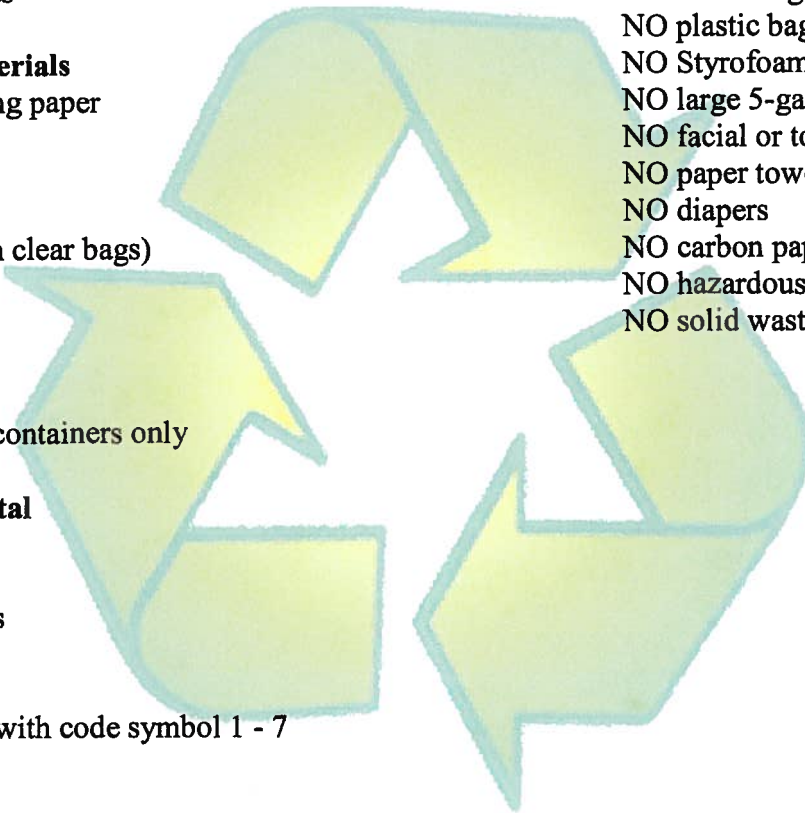 erials
ng paper
n clear bags)
containers only
tal
s
with code symbol 1 - 7
NO plastic bag
NO Styrofoam
NO large 5-ga
NO facial or to
NO paper tow
NO diapers
NO carbon pap
NO hazardous
NO solid wast